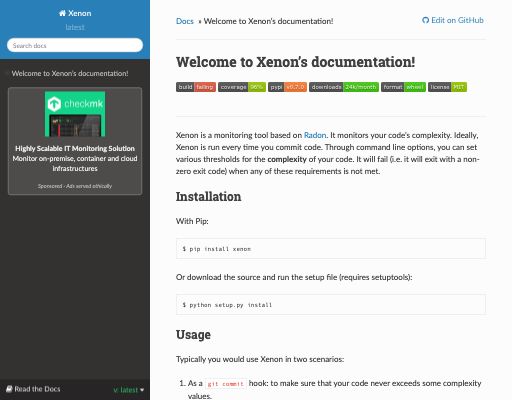 Xenon
latest
Search docs
Welcome to Xenon's documentation!
checkmk
Highly Scalable IT Monitoring Solution
Monitor on-premise, container and cloud
infrastructures
Sponsored · Ads served ethically
Read the Docs
v: latest
Docs » Welcome to Xenon's documentation!
Edit on GitHub
Welcome to Xenon's documentation!
build failing coverage 96% pypi v0.7.0 downloads 24k/month format wheel license MIT
Xenon is a monitoring tool based on Radon. It monitors your code's complexity. Ideally,
Xenon is run every time you commit code. Through command line options, you can set
various thresholds for the complexity of your code. It will fail (i.e. it will exit with a non-
zero exit code) when any of these requirements is not met.
Installation
With Pip:
$ pip install xenon
Or download the source and run the setup file (requires setuptools):
$ python setup.py install
Usage
Typically you would use Xenon in two scenarios:
1. As a git commit hook: to make sure that your code never exceeds some complexity
values.